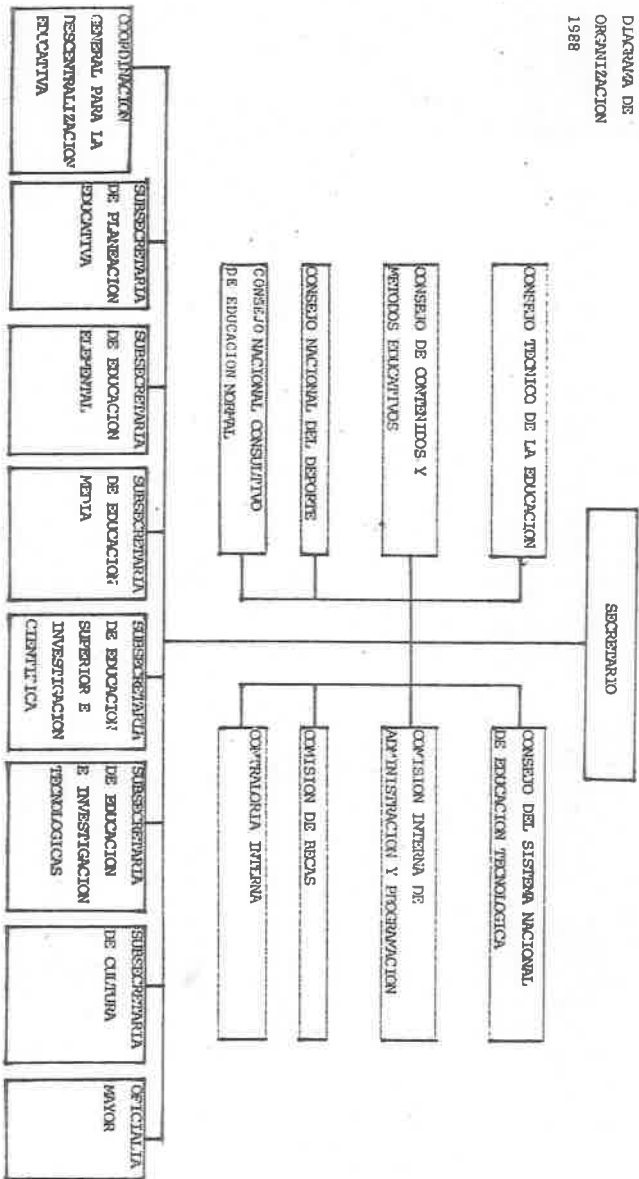 DIAGRAMA DE
ORGANIZACION
1988
SECRETARIO
CONSEJO TECNICO DE LA EDUCACION
CONSEJO DEL SISTEMA NACIONAL
DE EDUCACION TECNOLOGICA
CONSEJO DE CONTENIDOS Y
METODOS EDUCATIVOS
COMISION INTERNA DE
ADMINISTRACION Y PROGRAMACION
CONSEJO NACIONAL DEL DEPORTE
COMISION DE BECAS
CONSEJO NACIONAL CONSULTIVO
DE EDUCACION NORMAL
CONTRALORIA INTERNA
COORDINACION
GENERAL PARA LA
DESCENTRALIZACION
EDUCATIVA
SUBSECRETARIA
DE PLANEACION
EDUCATIVA
SUBSECRETARIA
DE EDUCACION
ELEMENTAL
SUBSECRETARIA
DE EDUCACION
MEDIA
SUBSECRETARIA
DE EDUCACION
SUPERIOR E
INVESTIGACION
CIENTIFICA
SUBSECRETARIA
DE EDUCACION
E INVESTIGACION
TECNOLOGICAS
SUBSECRETARIA
DE CULTURA
OFICIALIA
MAYOR